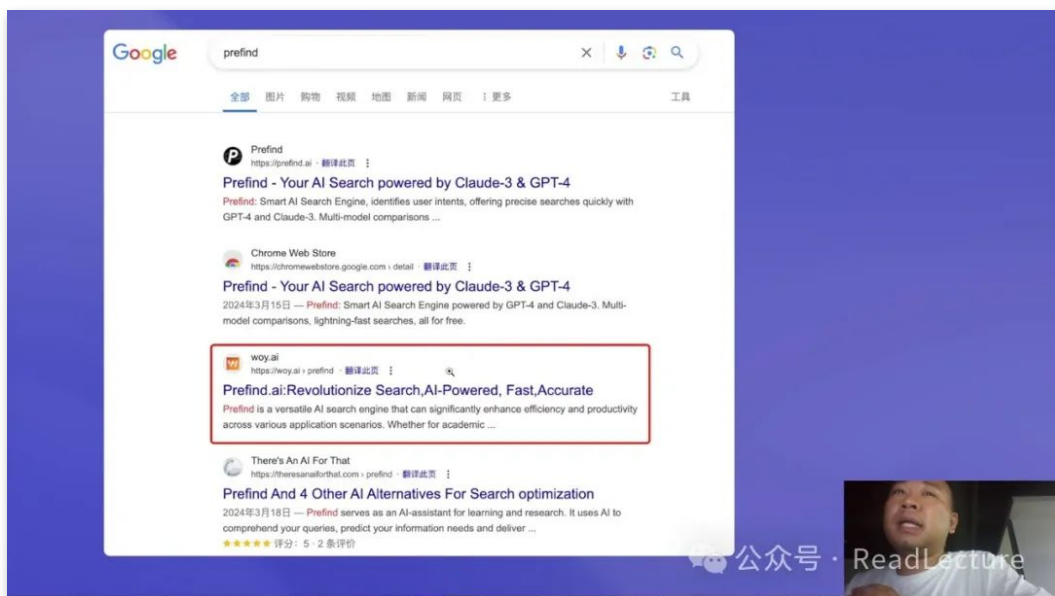 Google
prefind
全部 图片 购物 视频 地图 新闻 网页 ⋮ 更多 工具
Prefind
https://prefind.ai · 翻译此页
Prefind - Your AI Search powered by Claude-3 & GPT-4
Prefind: Smart AI Search Engine, identifies user intents, offering precise searches quickly with
GPT-4 and Claude-3. Multi-model comparisons ...
Chrome Web Store
https://chromewebstore.google.com › detail · 翻译此页
Prefind - Your AI Search powered by Claude-3 & GPT-4
2024年3月15日 — Prefind: Smart AI Search Engine powered by GPT-4 and Claude-3. Multi-
model comparisons, lightning-fast searches, all for free.
woy.ai
https://woy.ai › prefind · 翻译此页
Prefind.ai:Revolutionize Search,AI-Powered, Fast,Accurate
Prefind is a versatile AI search engine that can significantly enhance efficiency and productivity
across various application scenarios. Whether for academic ...
There's An AI For That
https://theresanaiforthat.com › prefind · 翻译此页
Prefind And 4 Other AI Alternatives For Search optimization
2024年3月18日 — Prefind serves as an AI-assistant for learning and research. It uses AI to
comprehend your queries, predict your information needs and deliver ...
★★★★★ 评分：5 · 2 条评价
公众号 · ReadLecture